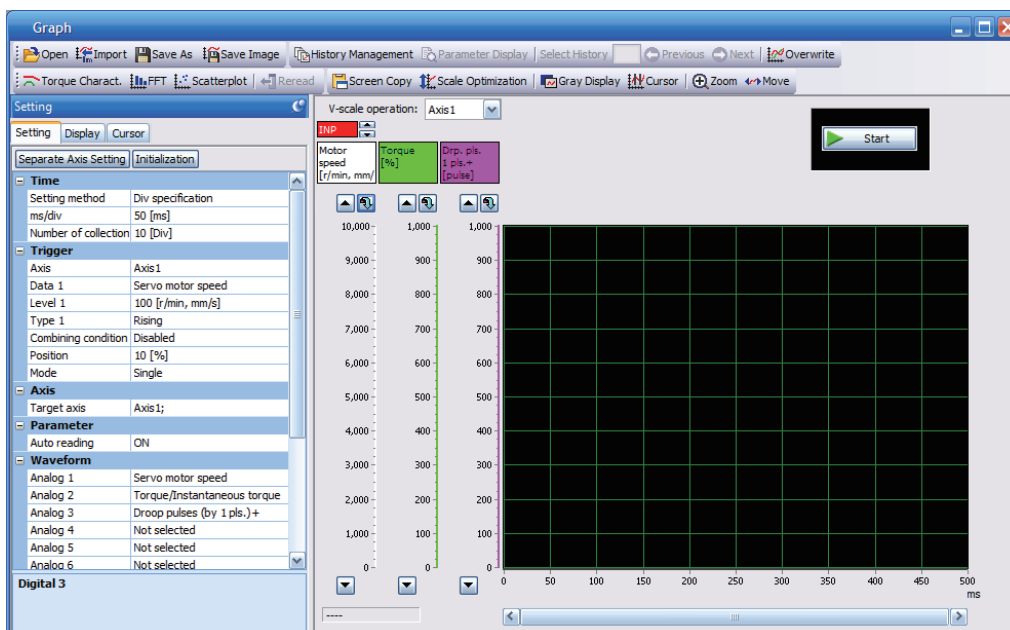 Graph
Open Import Save As Save Image History Management Parameter Display Select History Previous Next Overwrite
Torque Charact. FFT Scatterplot Reread Screen Copy Scale Optimization Gray Display Cursor Zoom Move
Setting
Setting Display Cursor
Separate Axis Setting Initialization
Time
Setting method Div specification
ms/div 50 [ms]
Number of collection 10 [Div]
Trigger
Axis Axis1
Data 1 Servo motor speed
Level 1 100 [r/min, mm/s]
Type 1 Rising
Combining condition Disabled
Position 10 [%]
Mode Single
Axis
Target axis Axis1;
Parameter
Auto reading ON
Waveform
Analog 1 Servo motor speed
Analog 2 Torque/Instantaneous torque
Analog 3 Droop pulses (by 1 pls.)+
Analog 4 Not selected
Analog 5 Not selected
Analog 6 Not selected
Digital 3
V-scale operation: Axis1
INP
Motor speed [r/min, mm/
Torque [%]
Drp. pls. 1 pls.+ [pulse]
Start
10,000 1,000 1,000
9,000 900 900
8,000 800 800
7,000 700 700
6,000 600 600
5,000 500 500
4,000 400 400
3,000 300 300
2,000 200 200
1,000 100 100
0 0 0
0 50 100 150 200 250 300 350 400 450 500
ms
----